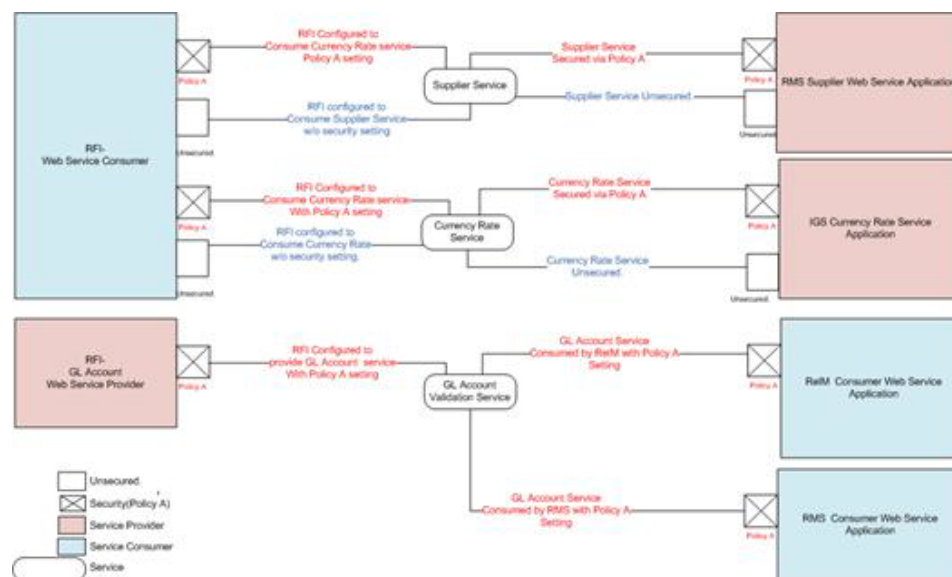 RFI Configured to
Consume Currency Rate service
Policy A setting
Supplier Service
Secured via Policy A
Policy A
Supplier Service
Policy A
RMS Supplier Web Service Application
RFI configured to
Consume Supplier Service
w/o security setting
Supplier Service Unsecured
Unsecured
Unsecured
RFI-
Web Service Consumer
RFI Configured to
Consume Currency Rate service
With Policy A setting
Currency Rate Service
Secured via Policy A
Policy A
Currency Rate
Service
Policy A
IGS Currency Rate Service
Application
RFI configured to
Consume Currency Rate
w/o security setting.
Currency Rate Service
Unsecured
Unsecured
Unsecured
RFI-
GL Account
Web Service Provider
Policy A
RFI Configured to
provide GL Account service
With Policy A setting
GL Account
Validation Service
GL Account Service
Consumed by ReIM with Policy A
Setting
Policy A
ReIM Consumer Web Service
Application
GL Account Service
Consumed by RMS with Policy A
Setting
Policy A
RMS Consumer Web Service
Application
Unsecured
Security(Policy A)
Service Provider
Service Consumer
Service